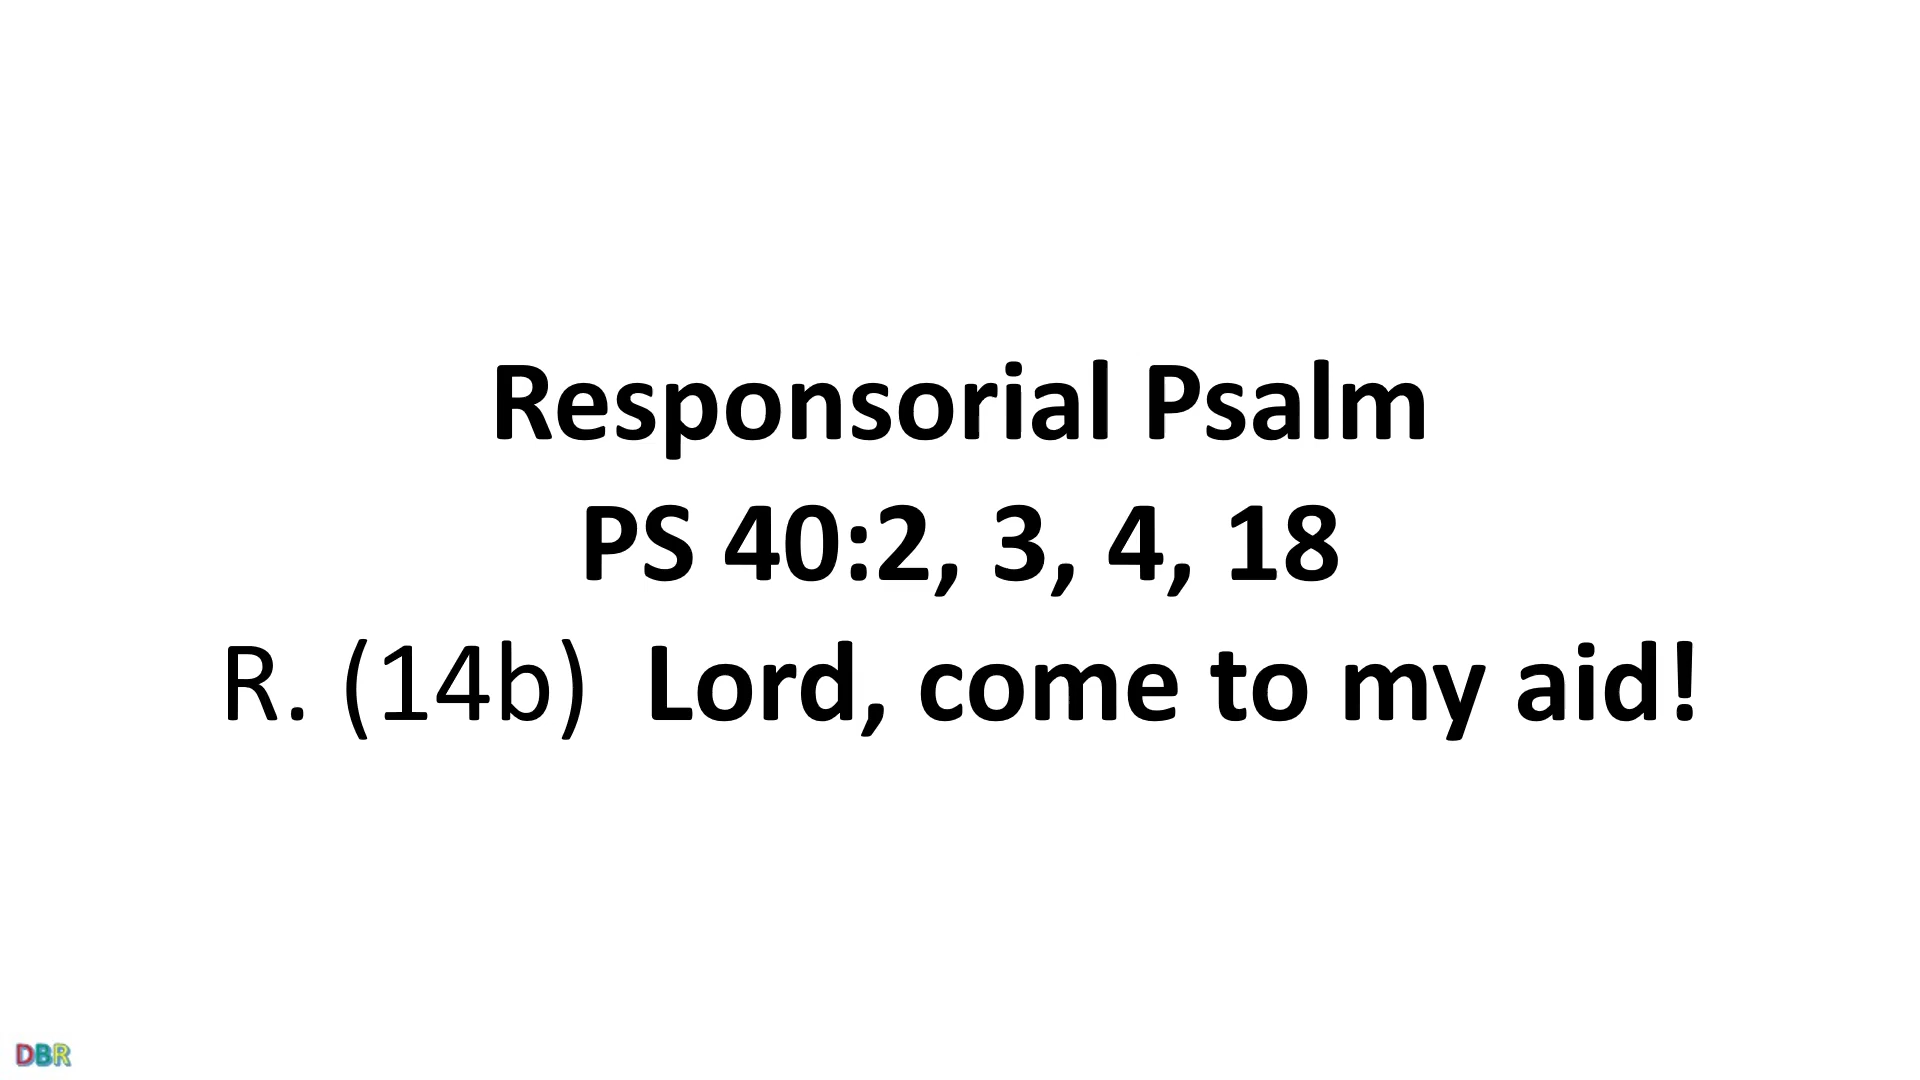 Responsorial Psalm
PS 40:2, 3, 4, 18
R. (14b)  Lord, come to my aid!
DBR